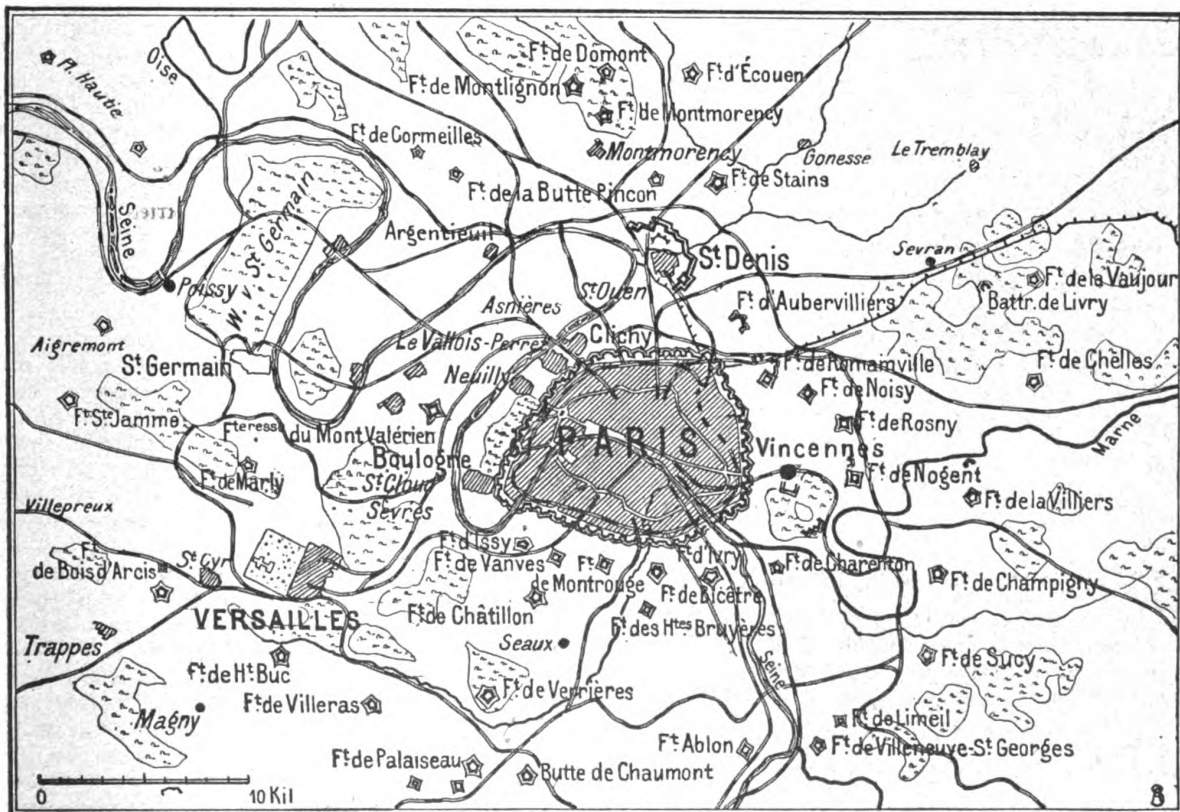 Pl. Hautie
Oise
Ft. de Domont
Ft. d'Écouen
Ft. de Montlignon
Ft. de Montmorency
Ft. de Cormeilles
Montmorency
Gonesse
Le Tremblay
Ft. de Stains
Ft. de la Butte Pincon
Seine
W. v. St. Germain
Argenteuil
St. Denis
Sevran
Poissy
St. Ouen
Ft. d'Aubervilliers
Ft. de la Vaujour
Battr. de Livry
Asnières
Clichy
Aigremont
Le Vallois-Perret
St. Germain
Neuilly
Ft. de Romainville
Ft. de Chelles
Ft. de Noisy
Ft. Ste Jamme
Fteress
du Mont Valérien
Ft. de Rosny
Marne
PARIS
Vincennes
Boulogne
Ft. de Marly
St. Cloud
Ft. de Nogent
Sèvres
Ft. de la Villiers
Villepreux
Ft. d'Issy
Ft.
de Bois d'Arcis
St. Cyr
Ft. de Vanves
Ft.
de Montrouge
Ft. d'Ivry
Ft. de Charenton
Ft. de Bicètre
Ft. de Champigny
VERSAILLES
Ft. de Châtillon
Ft. des Htes Bruyères
Trappes
Seaux
Seine
Ft. de Ht. Buc
Ft. de Sucy
Ft. de Villeras
Ft. de Verrières
Magny
Ft. de Limeil
Ft. Ablon
Ft. de Villeneuve-St. Georges
Ft. de Palaiseau
Butte de Chaumont
0 10 Kil